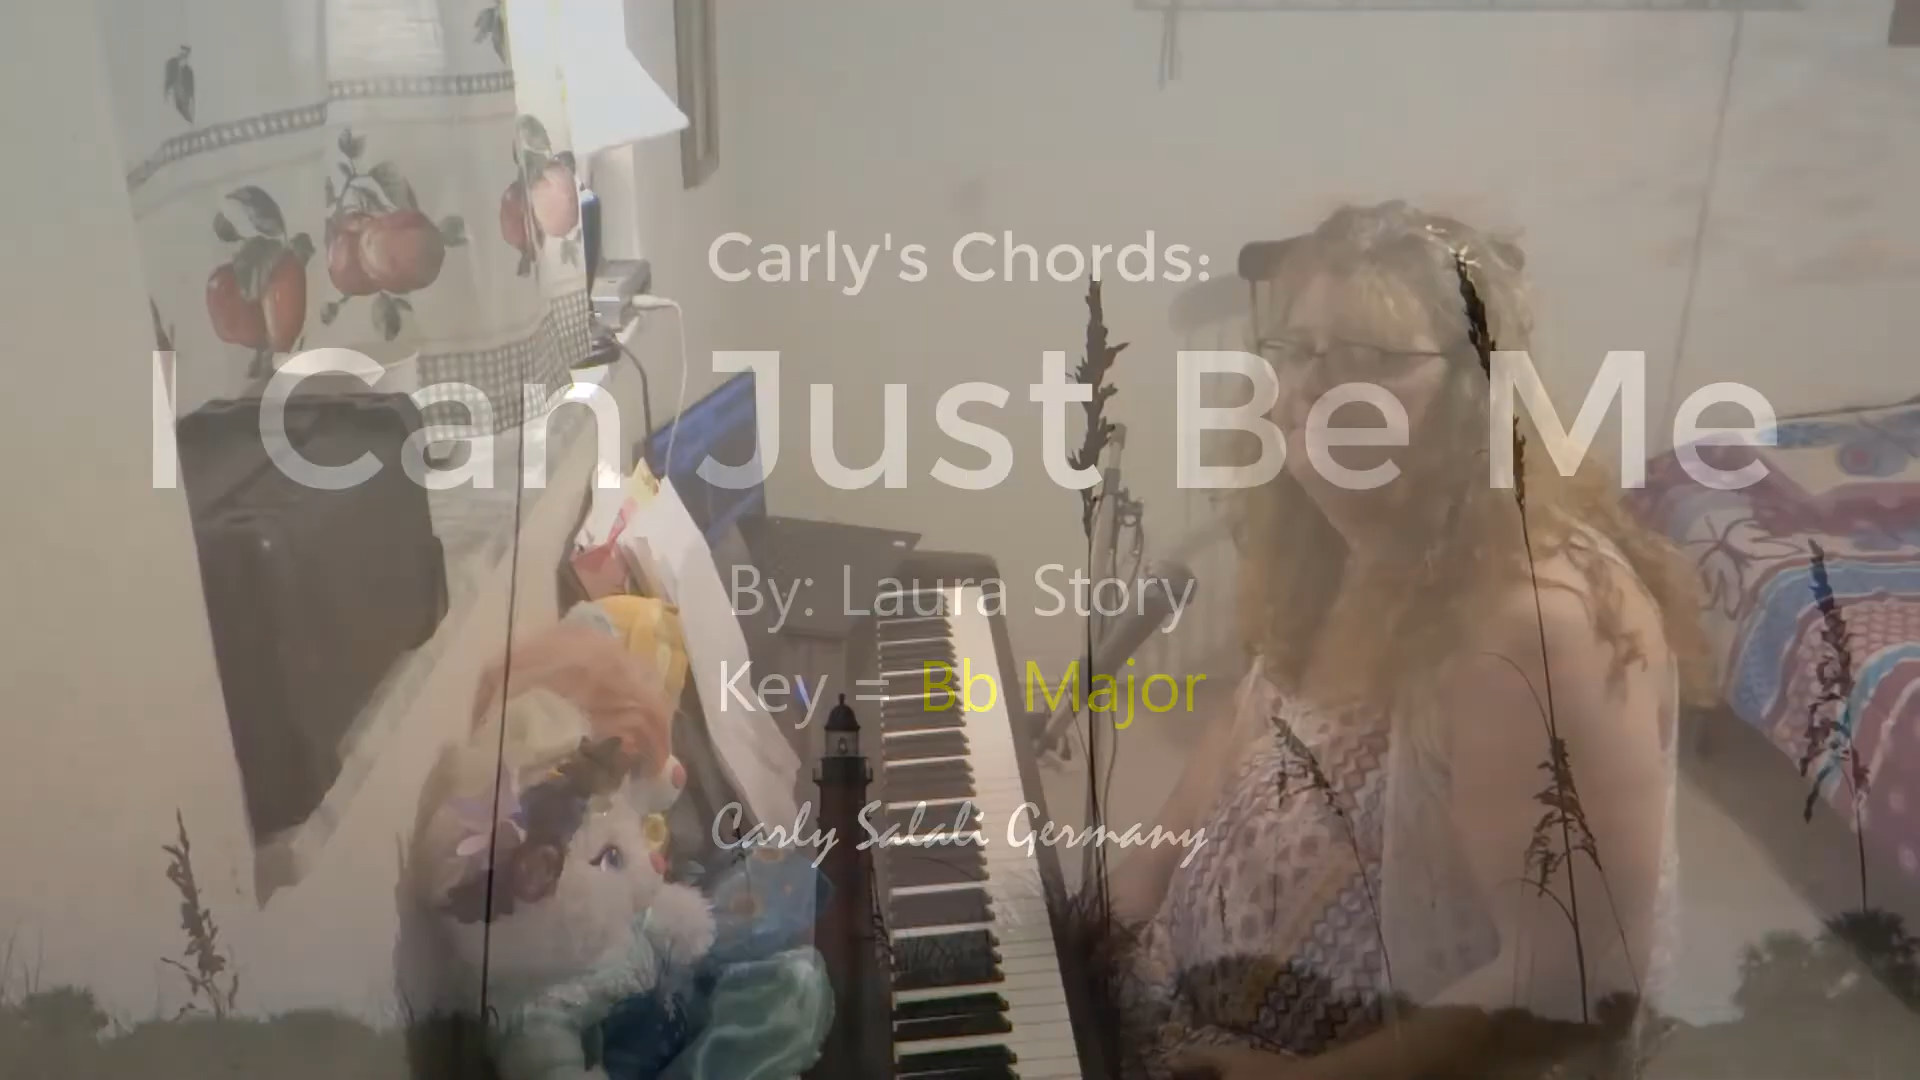 Carly's Chords:
I Can Just Be Me
By: Laura Story
Key = Bb Major
Carly Salali Germany